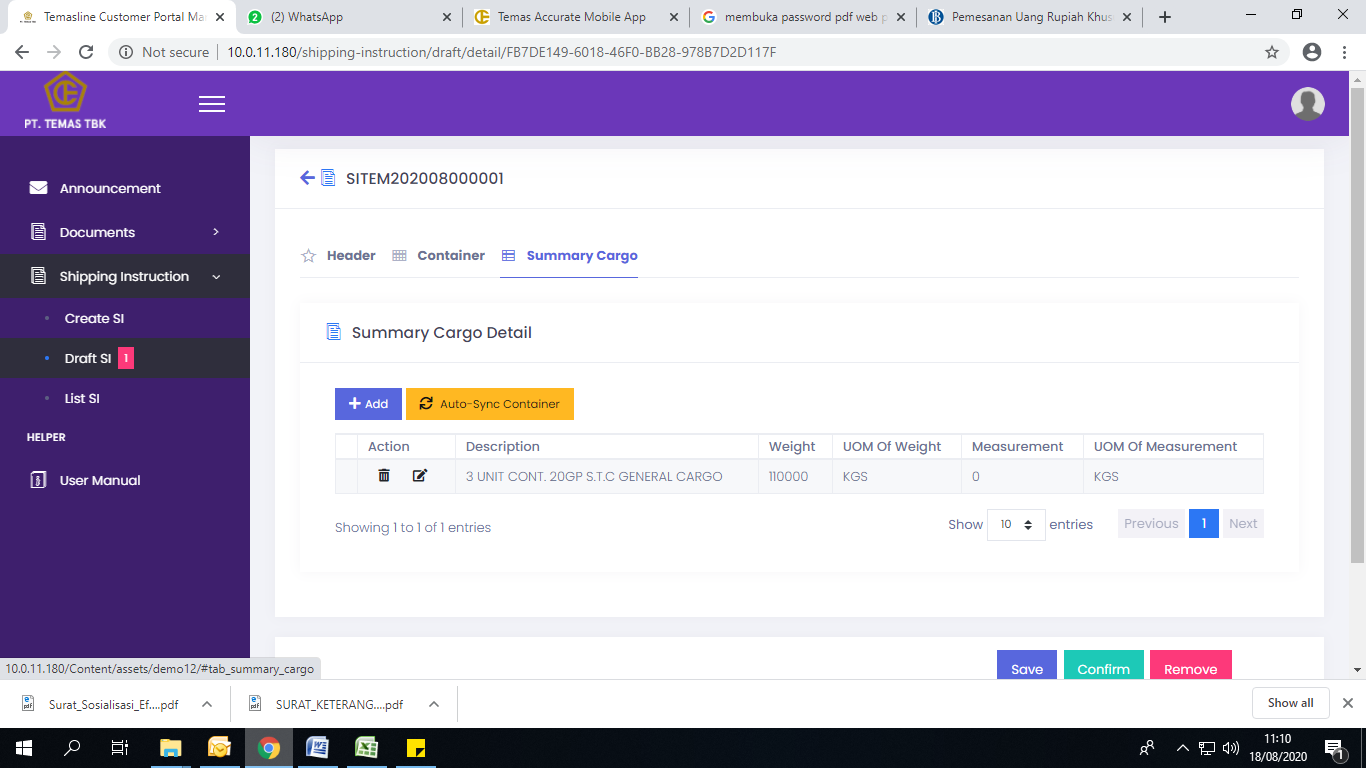 Temasline Customer Portal Ma
(2) WhatsApp
Temas Accurate Mobile App
membuka password pdf web p
Pemesanan Uang Rupiah Khus
Not secure | 10.0.11.180/shipping-instruction/draft/detail/FB7DE149-6018-46F0-BB28-978B7D2D117F
PT. TEMAS TBK
Announcement
Documents
Shipping Instruction
Create SI
Draft SI 1
List SI
HELPER
User Manual
SITEM202008000001
Header Container Summary Cargo
Summary Cargo Detail
Add Auto-Sync Container
Action Description Weight UOM Of Weight Measurement UOM Of Measurement
3 UNIT CONT. 20GP S.T.C GENERAL CARGO 110000 KGS 0 KGS
Showing 1 to 1 of 1 entries
Show 10 entries
Previous 1 Next
Save Confirm Remove
10.0.11.180/Content/assets/demo12/#tab_summary_cargo
Surat_Sosialisasi_Ef....pdf
SURAT_KETERANG....pdf
Show all
11:10
18/08/2020
1